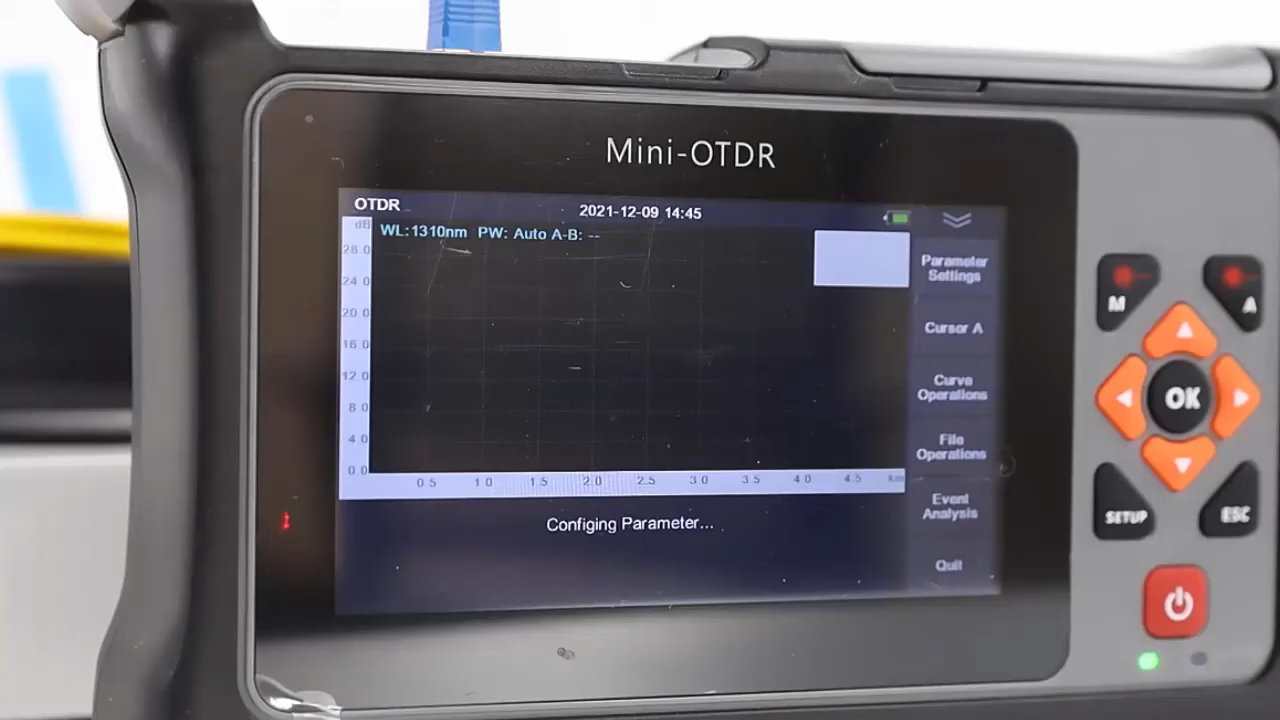 Mini-OTDR
OTDR
2021-12-09 14:45
dB
WL:1310nm PW: Auto A-B: --
28 0
24 0
20 0
16 0
12 0
8 0
4 0
0 0
0 5 1 0 1 5 2 0 2 5 3 0 3 5 4 0 4 5 km
Configing Parameter...
Parameter
Settings
Cursor A
Curve
Operations
File
Operations
Event
Analysis
Quit
M
A
OK
SETUP
ESC